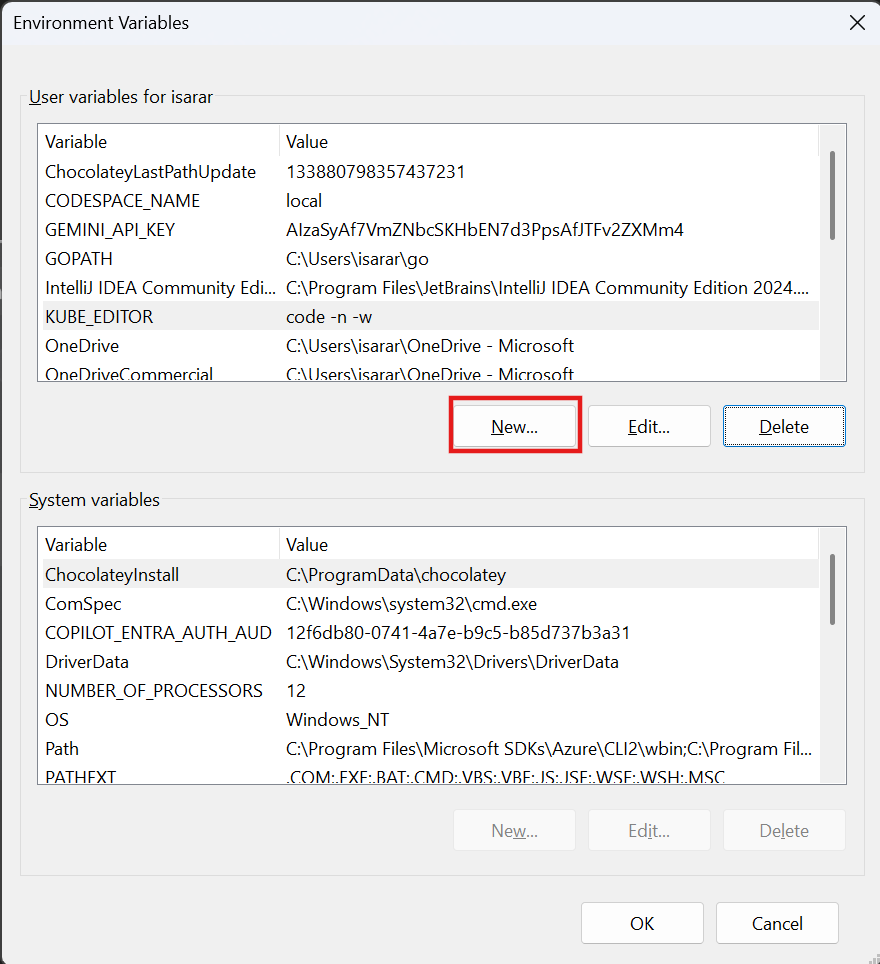 Environment Variables
User variables for isarar
Variable Value
ChocolateyLastPathUpdate 133880798357437231
CODESPACE_NAME local
GEMINI_API_KEY AIzaSyAf7VmZNbcSKHbEN7d3PpsAfJTFv2ZXMm4
GOPATH C:\Users\isarar\go
IntelliJ IDEA Community Edi... C:\Program Files\JetBrains\IntelliJ IDEA Community Edition 2024....
KUBE_EDITOR code -n -w
OneDrive C:\Users\isarar\OneDrive - Microsoft
OneDriveCommercial C:\Users\isarar\OneDrive - Microsoft
New... Edit... Delete
System variables
Variable Value
ChocolateyInstall C:\ProgramData\chocolatey
ComSpec C:\Windows\system32\cmd.exe
COPILOT_ENTRA_AUTH_AUD 12f6db80-0741-4a7e-b9c5-b85d737b3a31
DriverData C:\Windows\System32\Drivers\DriverData
NUMBER_OF_PROCESSORS 12
OS Windows_NT
Path C:\Program Files\Microsoft SDKs\Azure\CLI2\wbin;C:\Program Fil...
PATHEXT .COM;.EXE;.BAT;.CMD;.VBS;.VBE;.JS;.JSE;.WSF;.WSH;.MSC
New... Edit... Delete
OK Cancel